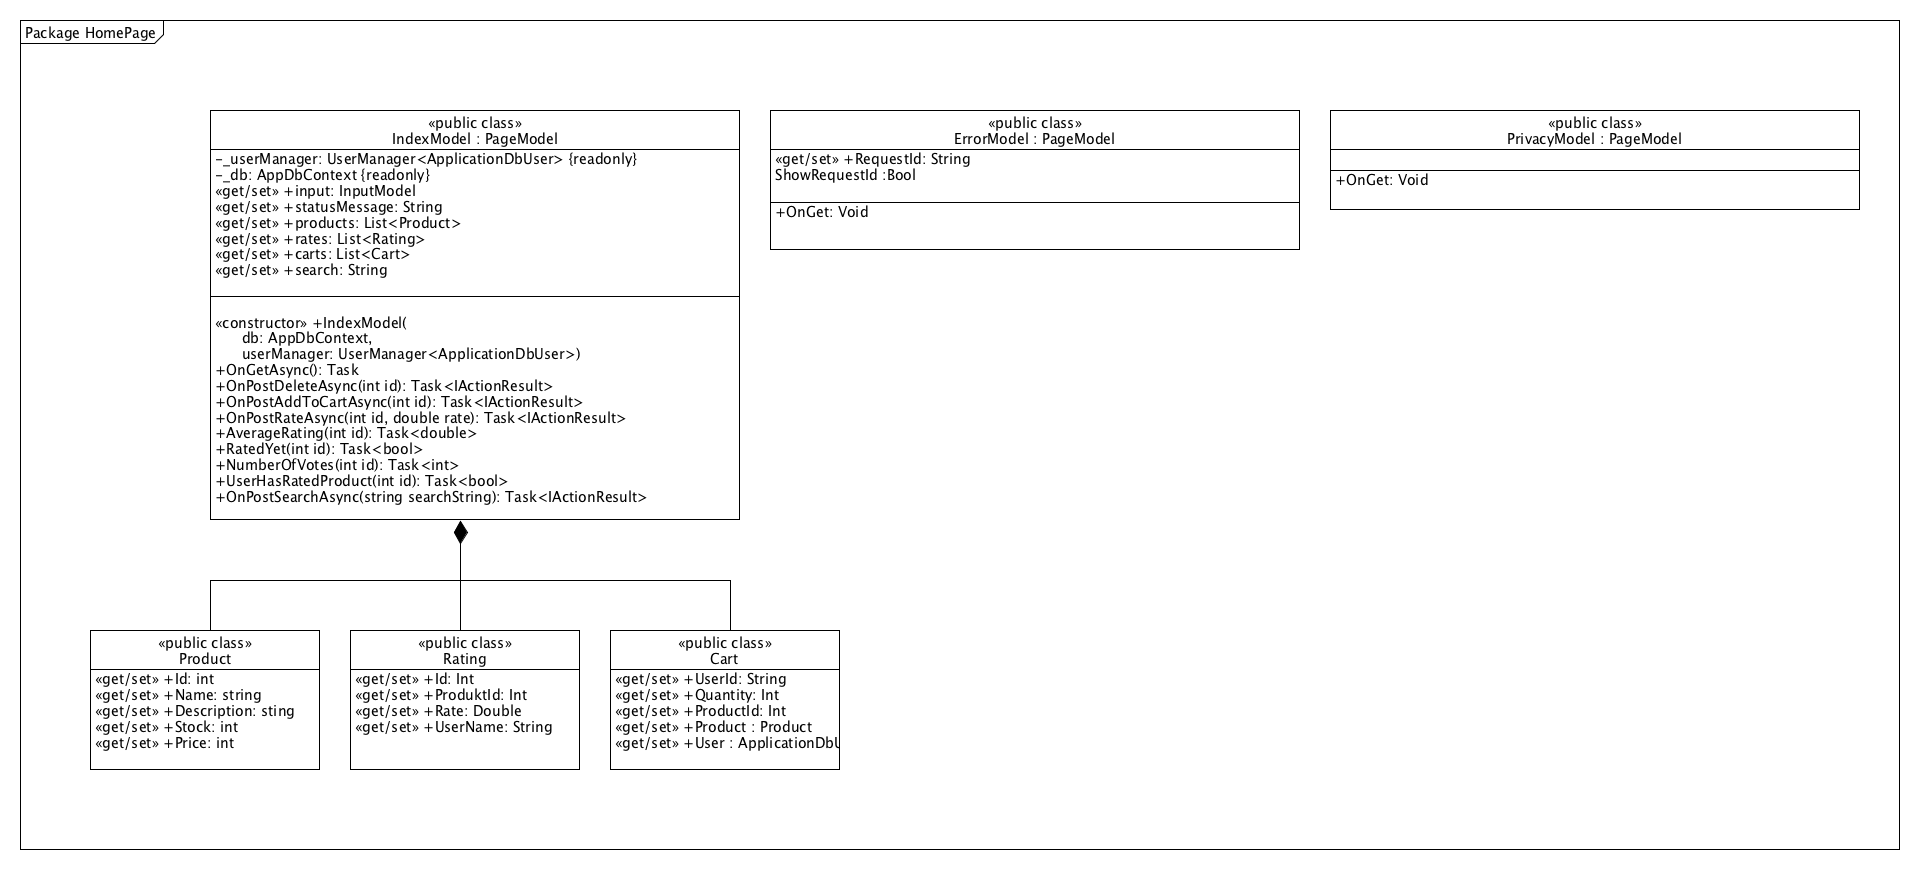 Package HomePage
«public class»
IndexModel : PageModel
-_userManager: UserManager<ApplicationDbUser> {readonly}
-_db: AppDbContext {readonly}
«get/set» +input: InputModel
«get/set» +statusMessage: String
«get/set» +products: List<Product>
«get/set» +rates: List<Rating>
«get/set» +carts: List<Cart>
«get/set» +search: String
«constructor» +IndexModel(
db: AppDbContext,
userManager: UserManager<ApplicationDbUser>)
+OnGetAsync(): Task
+OnPostDeleteAsync(int id): Task<IActionResult>
+OnPostAddToCartAsync(int id): Task<IActionResult>
+OnPostRateAsync(int id, double rate): Task<IActionResult>
+AverageRating(int id): Task<double>
+RatedYet(int id): Task<bool>
+NumberOfVotes(int id): Task<int>
+UserHasRatedProduct(int id): Task<bool>
+OnPostSearchAsync(string searchString): Task<IActionResult>
«public class»
ErrorModel : PageModel
«get/set» +RequestId: String
ShowRequestId :Bool
+OnGet: Void
«public class»
PrivacyModel : PageModel
+OnGet: Void
«public class»
Product
«get/set» +Id: int
«get/set» +Name: string
«get/set» +Description: sting
«get/set» +Stock: int
«get/set» +Price: int
«public class»
Rating
«get/set» +Id: Int
«get/set» +ProduktId: Int
«get/set» +Rate: Double
«get/set» +UserName: String
«public class»
Cart
«get/set» +UserId: String
«get/set» +Quantity: Int
«get/set» +ProductId: Int
«get/set» +Product : Product
«get/set» +User : ApplicationDbU